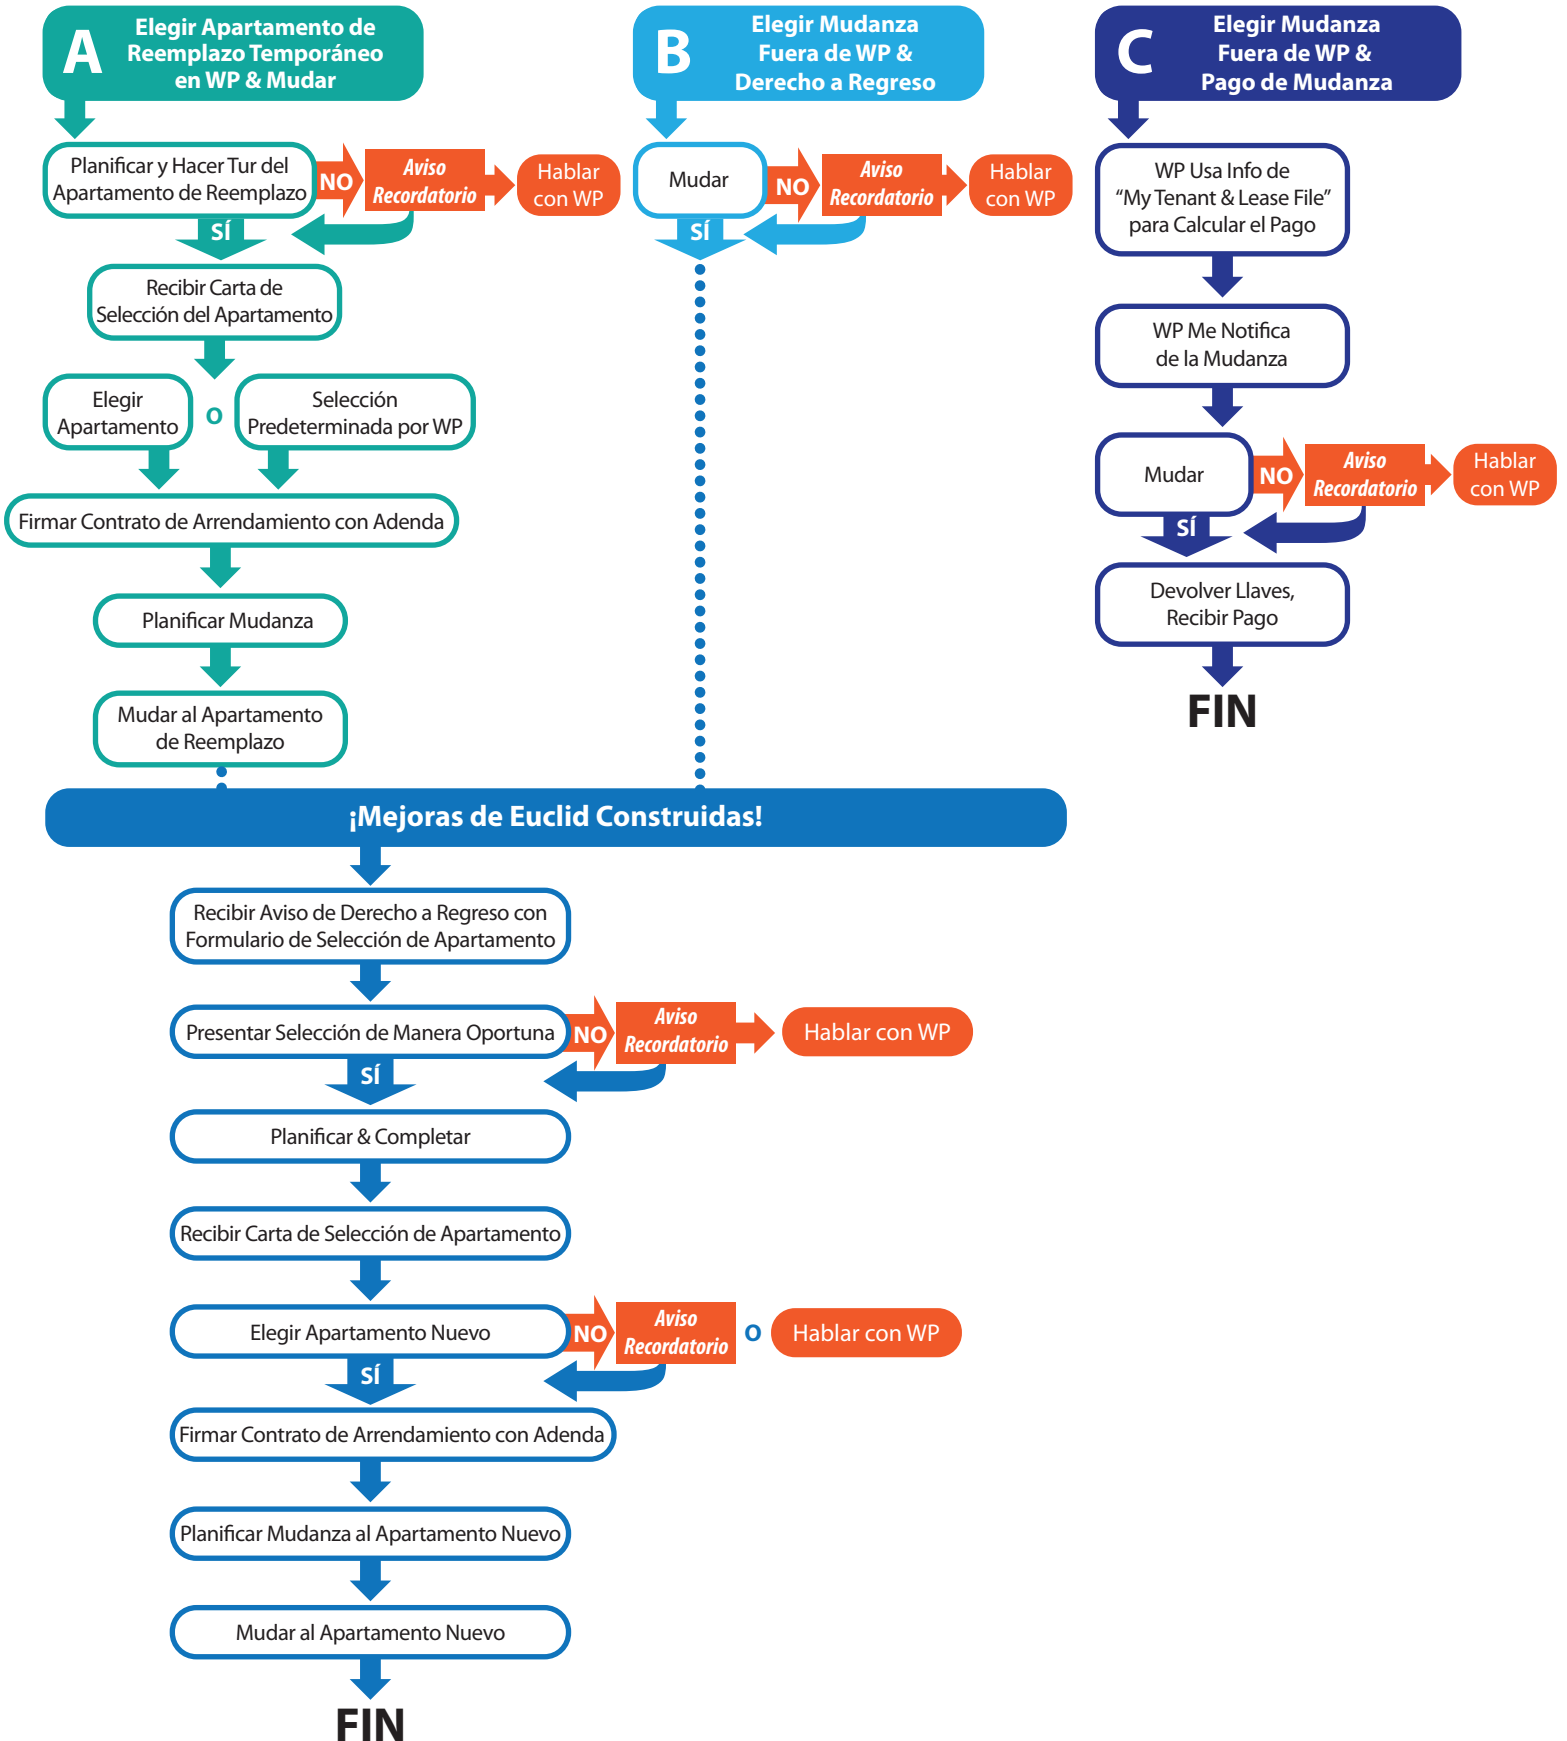 A
Elegir Apartamento de
Reemplazo Temporáneo
en WP & Mudar
Planificar y Hacer Tur del
Apartamento de Reemplazo
NO
Aviso
Recordatorio
Hablar
con WP
SÍ
Recibir Carta de
Selección del Apartamento
Elegir
Apartamento
O
Selección
Predeterminada por WP
Firmar Contrato de Arrendamiento con Adenda
Planificar Mudanza
Mudar al Apartamento
de Reemplazo
B
Elegir Mudanza
Fuera de WP &
Derecho a Regreso
Mudar
NO
Aviso
Recordatorio
Hablar
con WP
SÍ
C
Elegir Mudanza
Fuera de WP &
Pago de Mudanza
WP Usa Info de
“My Tenant & Lease File”
para Calcular el Pago
WP Me Notifica
de la Mudanza
Mudar
NO
Aviso
Recordatorio
Hablar
con WP
SÍ
Devolver Llaves,
Recibir Pago
FIN
¡Mejoras de Euclid Construidas!
Recibir Aviso de Derecho a Regreso con
Formulario de Selección de Apartamento
Presentar Selección de Manera Oportuna
NO
Aviso
Recordatorio
Hablar con WP
SÍ
Planificar & Completar
Recibir Carta de Selección de Apartamento
Elegir Apartamento Nuevo
NO
Aviso
Recordatorio
O
Hablar con WP
SÍ
Firmar Contrato de Arrendamiento con Adenda
Planificar Mudanza al Apartamento Nuevo
Mudar al Apartamento Nuevo
FIN